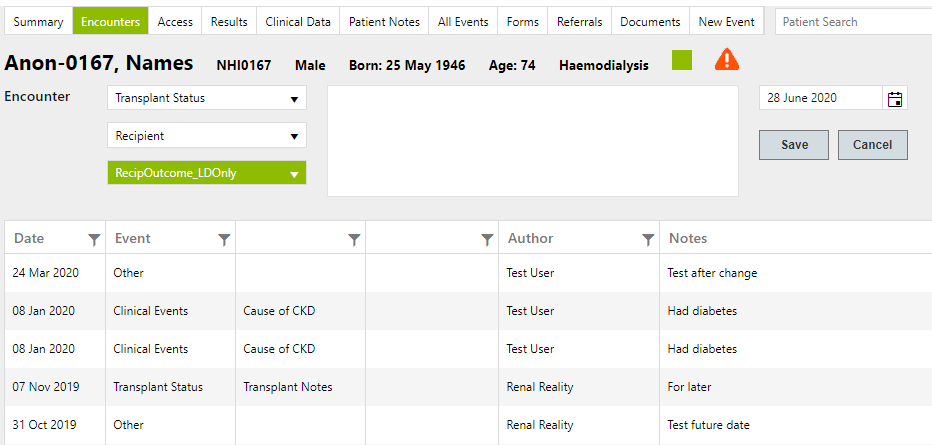 Summary Encounters Access Results Clinical Data Patient Notes All Events Forms Referrals Documents New Event Patient Search
Anon-0167, Names NHI0167 Male Born: 25 May 1946 Age: 74 Haemodialysis
Encounter Transplant Status 28 June 2020
Recipient Save Cancel
RecipOutcome_LDOnly
Date Event Author Notes
24 Mar 2020 Other Test User Test after change
08 Jan 2020 Clinical Events Cause of CKD Test User Had diabetes
08 Jan 2020 Clinical Events Cause of CKD Test User Had diabetes
07 Nov 2019 Transplant Status Transplant Notes Renal Reality For later
31 Oct 2019 Other Renal Reality Test future date